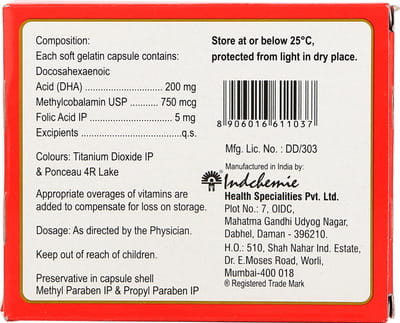 Composition:
Each soft gelatin capsule contains:
Docosahexaenoic
Acid (DHA) ........................ 200 mg
Methylcobalamin USP ........... 750 mcg
Folic Acid IP ............................. 5 mg
Excipients ................................. q.s.
Colours: Titanium Dioxide IP
& Ponceau 4R Lake
Appropriate overages of vitamins are
added to compensate for loss on storage.
Dosage: As directed by the Physician.
Keep out of reach of children.
Preservative in capsule shell
Methyl Paraben IP & Propyl Paraben IP
Store at or below 25°C,
protected from light in dry place.
8 906016 611037
Mfg. Lic. No. : DD/303
Manufactured in India by:
Indchemie
Health Specialities Pvt. Ltd.
Plot No.: 7, OIDC,
Mahatma Gandhi Udyog Nagar,
Dabhel, Daman - 396210.
H.O.: 510, Shah Nahar Ind. Estate,
Dr. E.Moses Road, Worli,
Mumbai-400 018
® Registered Trade Mark